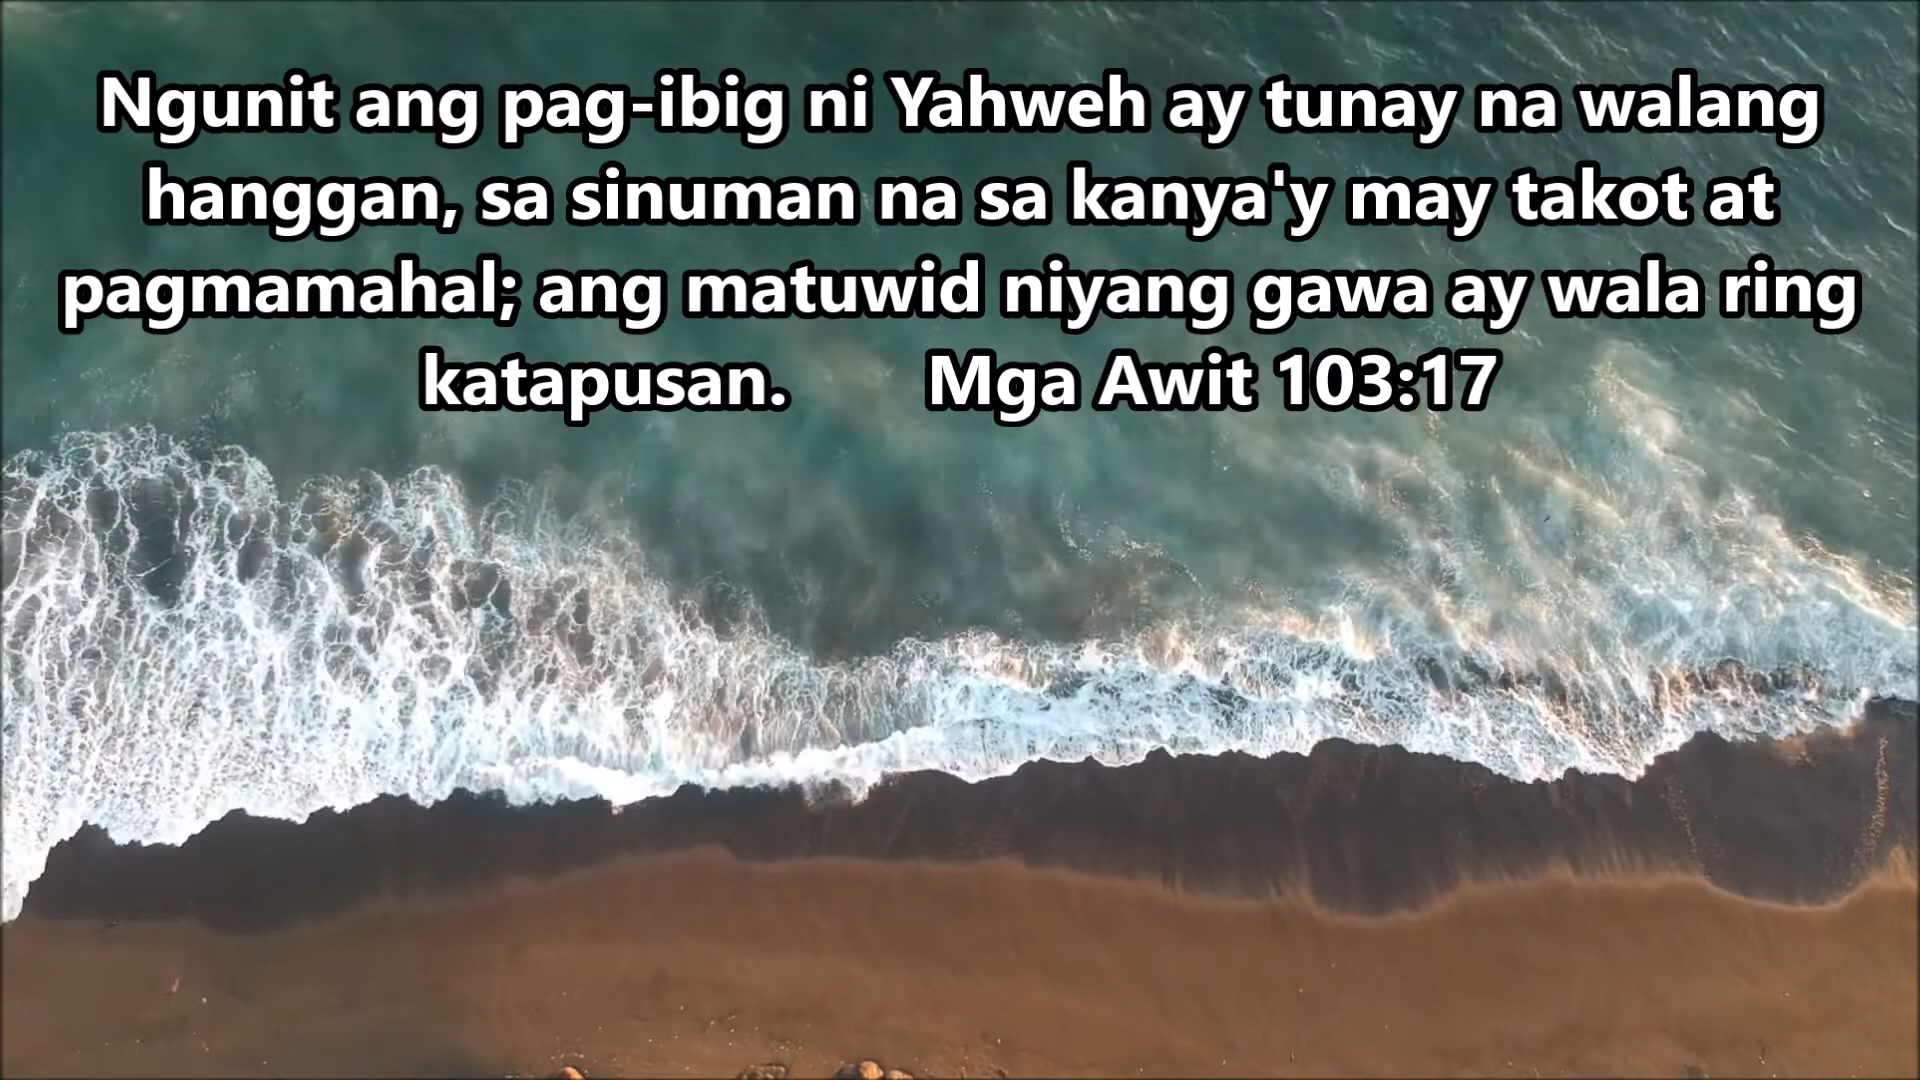 Ngunit ang pag-ibig ni Yahweh ay tunay na walang
hanggan, sa sinuman na sa kanya'y may takot at
pagmamahal; ang matuwid niyang gawa ay wala ring
katapusan. Mga Awit 103:17